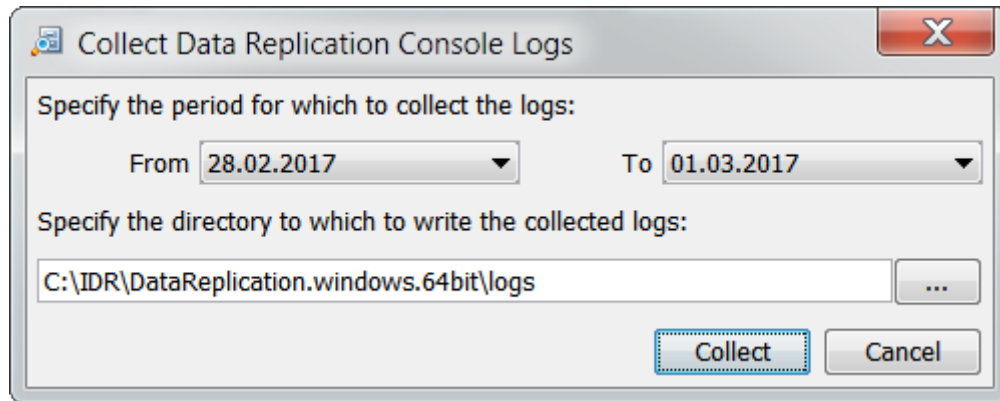 Collect Data Replication Console Logs
Specify the period for which to collect the logs:
From 28.02.2017 To 01.03.2017
Specify the directory to which to write the collected logs:
C:\IDR\DataReplication.windows.64bit\logs ...
Collect Cancel